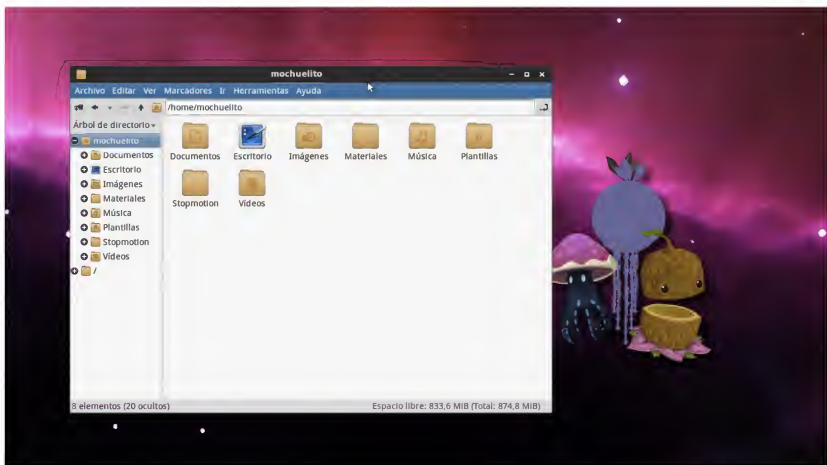 mochuelito
Archivo Editar Ver Marcadores Ir Herramientas Ayuda
/home/mochuelito
Árbol de directorio
mochuelito
Documentos
Escritorio
Imágenes
Materiales
Música
Plantillas
Stopmotion
Vídeos
/
Documentos Escritorio Imágenes Materiales Música Plantillas
Stopmotion Vídeos
8 elementos (20 ocultos) Espacio libre: 833,6 MiB (Total: 874,8 MiB)